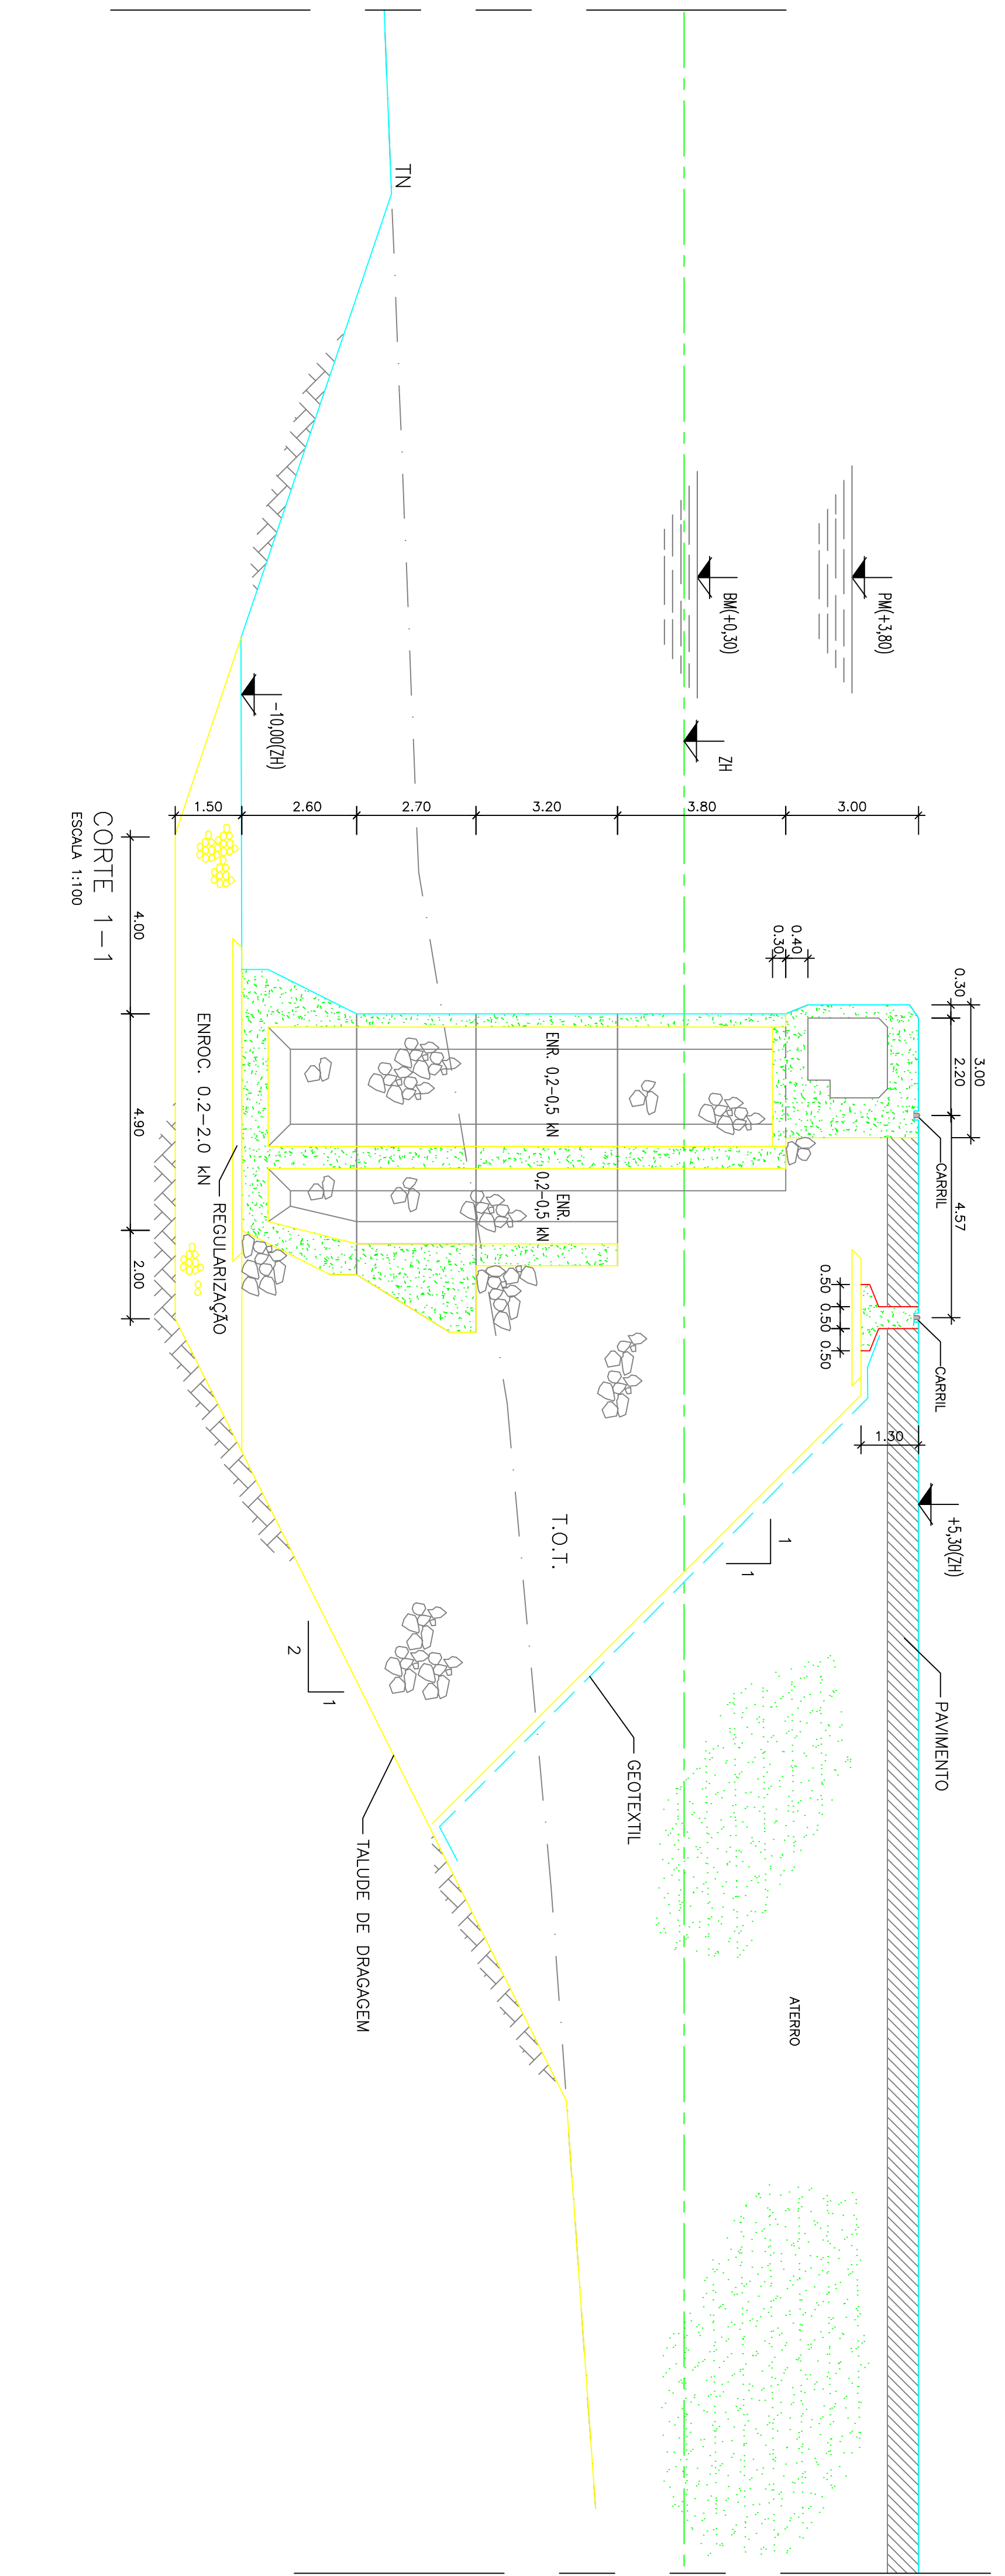 PM(+3,80)
BM(+0,30)
ZH
TN
-10,00(ZH)
+5,30(ZH)
0.30
3.00
2.20
4.57
CARRIL
CARRIL
3.00
3.80
3.20
2.70
2.60
1.50
0.40
0.30
0.50
0.50
0.50
1.30
PAVIMENTO
ATERRO
GEOTEXTIL
1
1
T.O.T.
2
1
TALUDE DE DRAGAGEM
ENR. 0,2-0,5 kN
ENR.
0,2-0,5 kN
REGULARIZAÇÃO
ENROC. 0.2-2.0 kN
4.00
4.90
2.00
CORTE 1-1
ESCALA 1:100